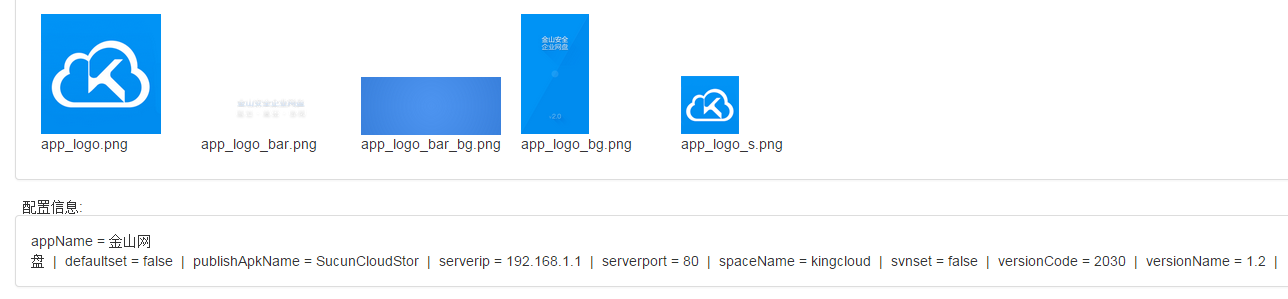 金山安全
企业网盘
v2.0
app_logo.png
app_logo_bar.png
app_logo_bar_bg.png
app_logo_bg.png
app_logo_s.png
配置信息:
appName = 金山网
盘 | defaultset = false | publishApkName = SucunCloudStor | serverip = 192.168.1.1 | serverport = 80 | spaceName = kingcloud | svnset = false | versionCode = 2030 | versionName = 1.2 |